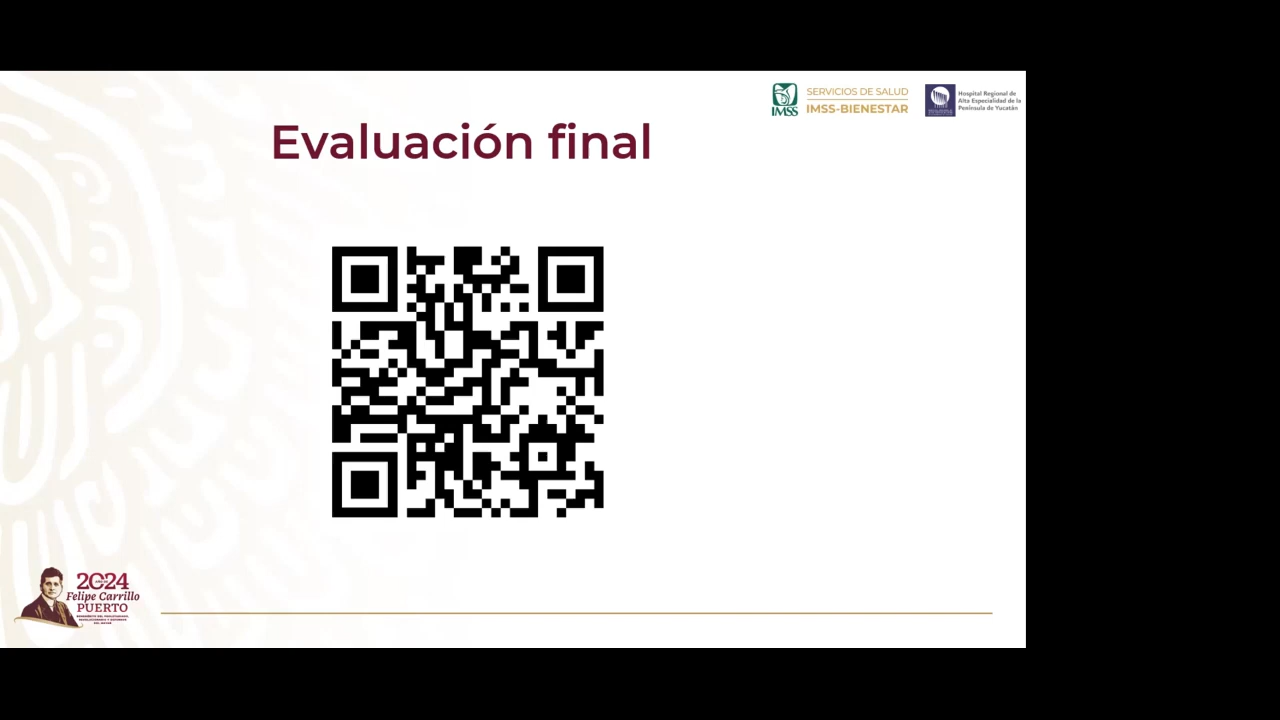 SERVICIOS DE SALUD
IMSS
IMSS-BIENESTAR
Hospital Regional de
Alta Especialidad de la
Península de Yucatán
Evaluación final
2024
Felipe Carrillo
PUERTO